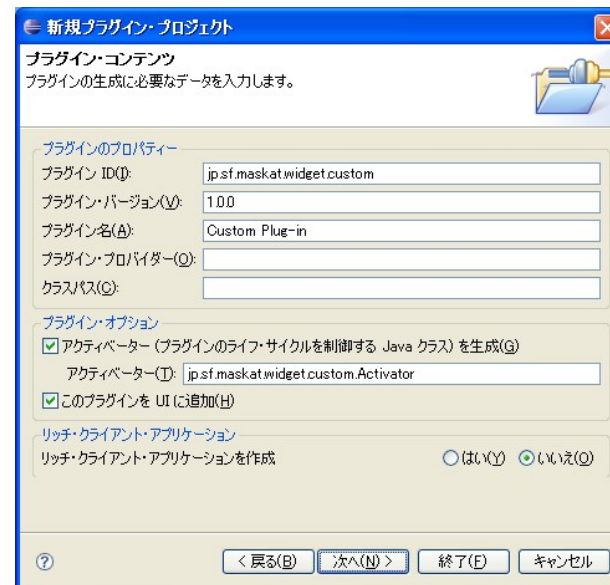 新規プラグイン・プロジェクト
プラグイン・コンテンツ
プラグインの生成に必要なデータを入力します。
プラグインのプロパティー
プラグイン ID(I): jp.sf.maskat.widget.custom
プラグイン・バージョン(V): 1.0.0
プラグイン名(A): Custom Plug-in
プラグイン・プロバイダー(O):
クラスパス(C):
プラグイン・オプション
アクティベーター (プラグインのライフ・サイクルを制御する Java クラス) を生成(G)
アクティベーター(T): jp.sf.maskat.widget.custom.Activator
このプラグインを UI に追加(H)
リッチ・クライアント・アプリケーション
リッチ・クライアント・アプリケーションを作成 はい(Y) いいえ(O)
? < 戻る(B) 次へ(N) > 終了(F) キャンセル